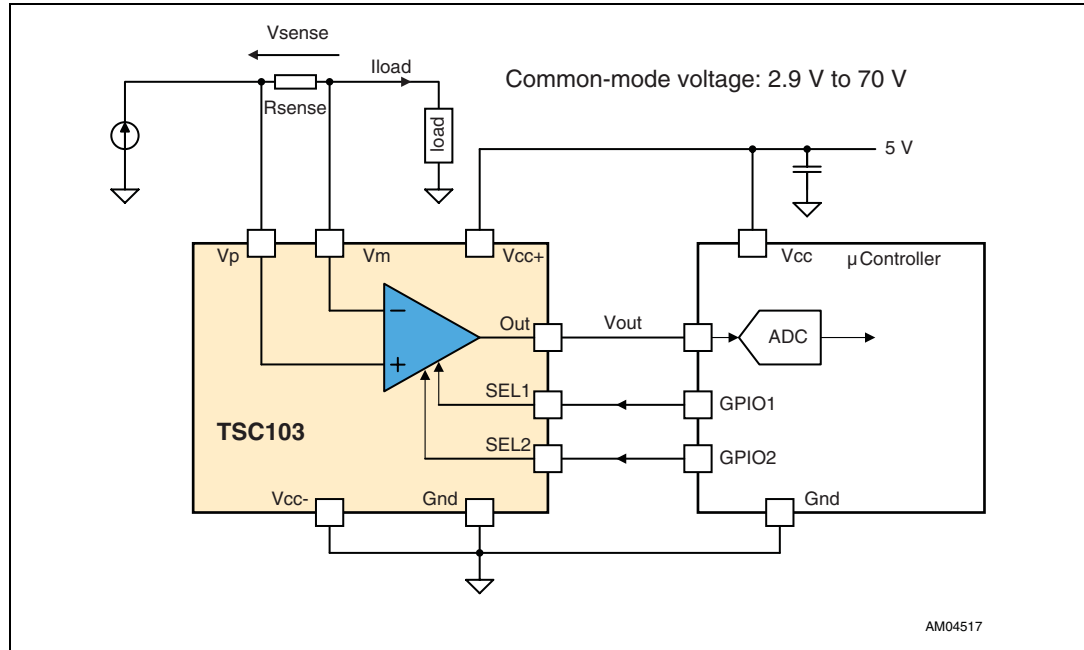 Vsense
Iload
Common-mode voltage: 2.9 V to 70 V
Rsense
load
5 V
Vp
Vm
Vcc+
Vcc
µController
Out
Vout
ADC
SEL1
GPIO1
TSC103
SEL2
GPIO2
Vcc-
Gnd
Gnd
AM04517